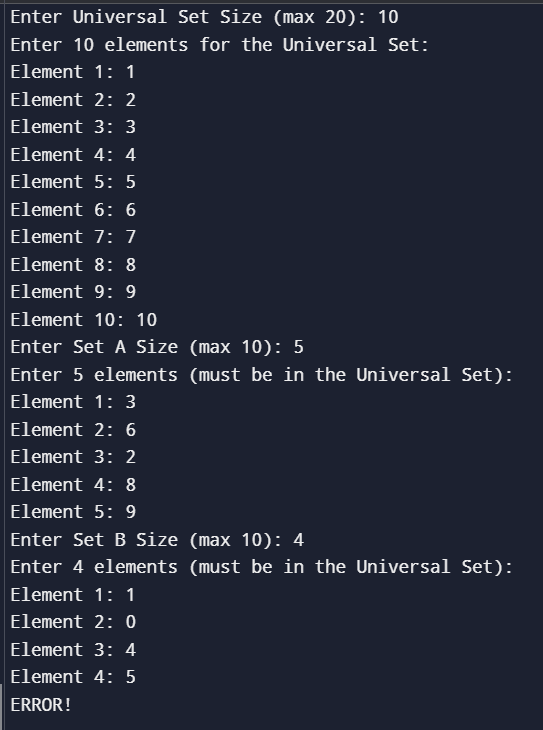 Enter Universal Set Size (max 20): 10
Enter 10 elements for the Universal Set:
Element 1: 1
Element 2: 2
Element 3: 3
Element 4: 4
Element 5: 5
Element 6: 6
Element 7: 7
Element 8: 8
Element 9: 9
Element 10: 10
Enter Set A Size (max 10): 5
Enter 5 elements (must be in the Universal Set):
Element 1: 3
Element 2: 6
Element 3: 2
Element 4: 8
Element 5: 9
Enter Set B Size (max 10): 4
Enter 4 elements (must be in the Universal Set):
Element 1: 1
Element 2: 0
Element 3: 4
Element 4: 5
ERROR!